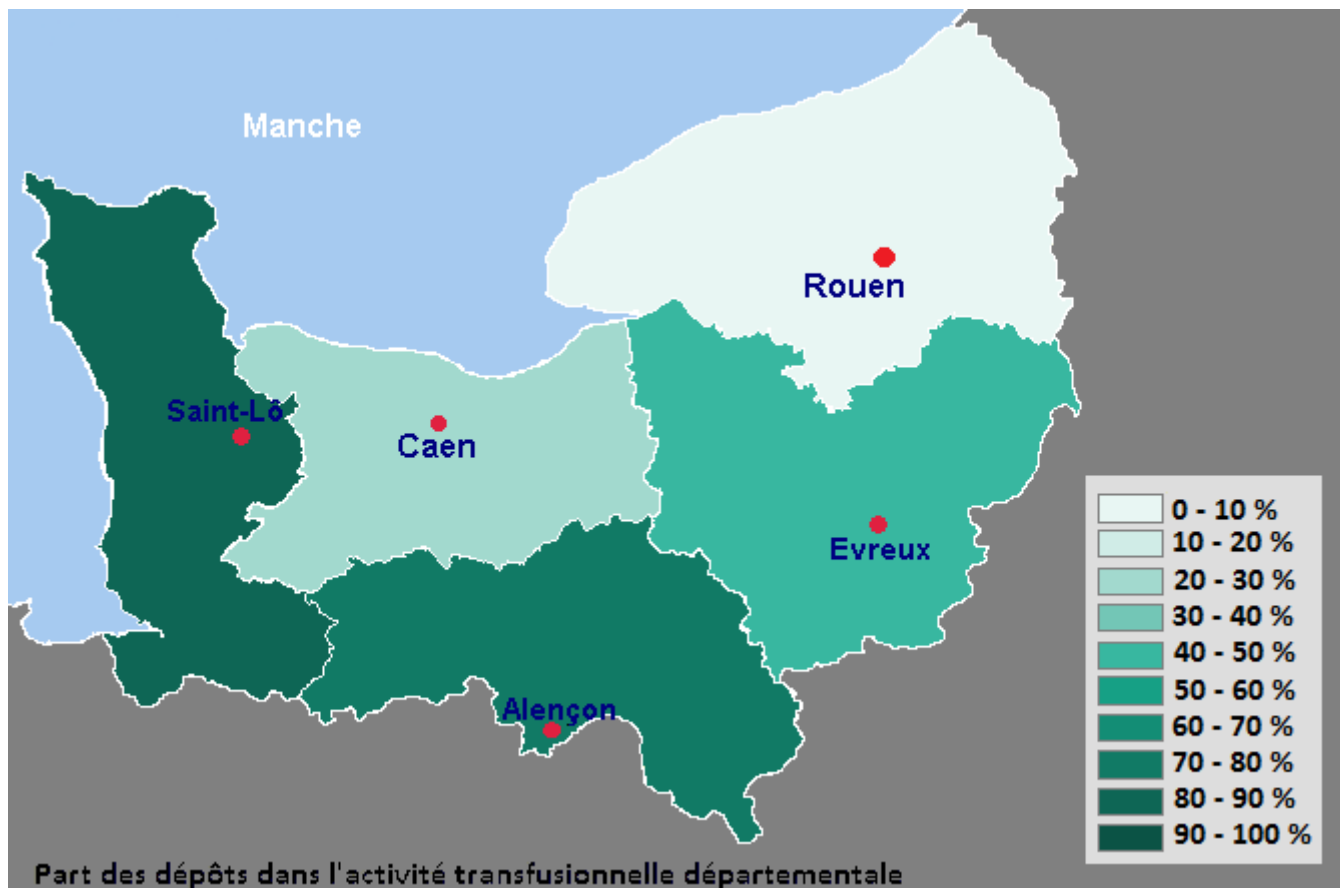 Manche
Rouen
Saint-Lô
Caen
Evreux
Alençon
0 - 10 %
10 - 20 %
20 - 30 %
30 - 40 %
40 - 50 %
50 - 60 %
60 - 70 %
70 - 80 %
80 - 90 %
90 - 100 %
Part des dépôts dans l'activité transfusionnelle départementale